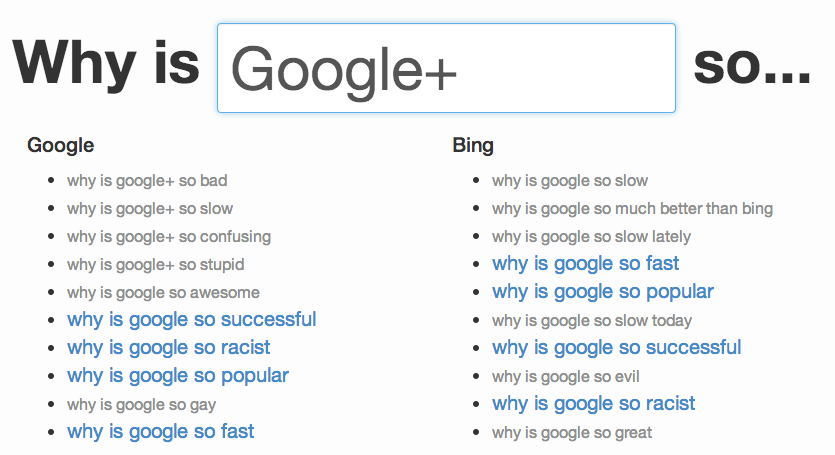 Why is Google+ so...
Google
why is google+ so bad
why is google+ so slow
why is google+ so confusing
why is google+ so stupid
why is google so awesome
why is google so successful
why is google so racist
why is google so popular
why is google so gay
why is google so fast
Bing
why is google so slow
why is google so much better than bing
why is google so slow lately
why is google so fast
why is google so popular
why is google so slow today
why is google so successful
why is google so evil
why is google so racist
why is google so great